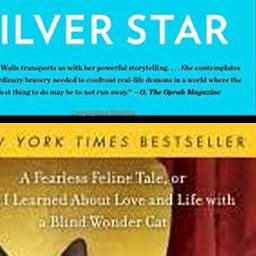 ILVER STAR
Walls transports us with her powerful storytelling. . . . She contemplates
rdinary bravery needed to confront real-life demons in a world where the
est thing to do may be to not run away." —O, The Oprah Magazine
YORK TIMES BESTSELLER
A Fearless Feline Tale, or
I Learned About Love and Life with
a Blind Wonder Cat